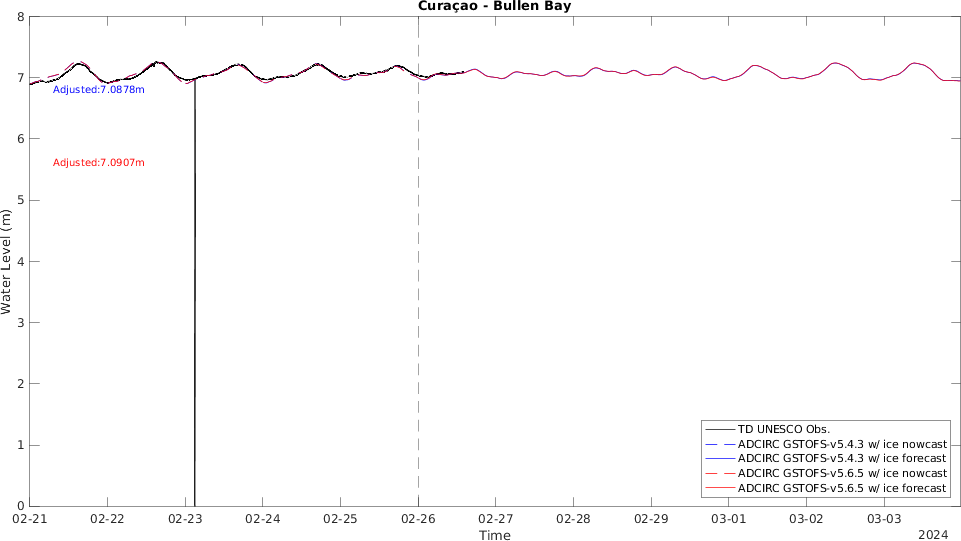 Curaçao - Bullen Bay
8
7
6
5
4
3
2
1
0
Water Level (m)
Adjusted:7.0878m
Adjusted:7.0907m
TD UNESCO Obs.
ADCIRC GSTOFS-v5.4.3 w/ ice nowcast
ADCIRC GSTOFS-v5.4.3 w/ ice forecast
ADCIRC GSTOFS-v5.6.5 w/ ice nowcast
ADCIRC GSTOFS-v5.6.5 w/ ice forecast
02-21 02-22 02-23 02-24 02-25 02-26 02-27 02-28 02-29 03-01 03-02 03-03
Time
2024